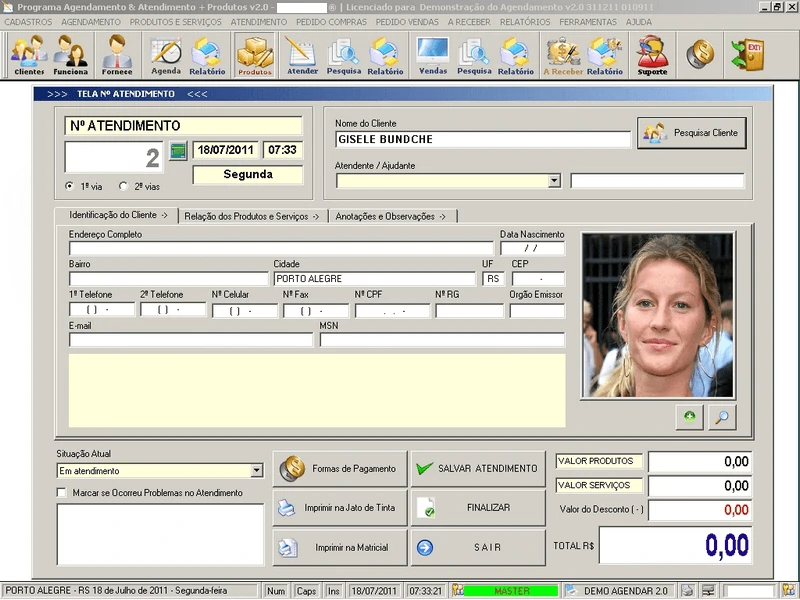 Programa Agendamento & Atendimento + Produtos v2.0 - ® | Licenciado para Demonstração do Agendamento v2.0 311211 010911
CADASTROS AGENDAMENTO PRODUTOS E SERVIÇOS ATENDIMENTO PEDIDO COMPRAS PEDIDO VENDAS A RECEBER RELATÓRIOS FERRAMENTAS AJUDA
Clientes Funciona Fornece Agenda Relatório Produtos Atender Pesquisa Relatório Vendas Pesquisa Relatório A Receber Relatório Suporte EXIT
>>> TELA Nº ATENDIMENTO <<<
Nº ATENDIMENTO
2
18/07/2011 07:33
Segunda
1ª via 2ª vias
Nome do Cliente
GISELE BUNDCHE
Pesquisar Cliente
Atendente / Ajudante
Identificação do Cliente -> Relação dos Produtos e Serviços -> Anotações e Observações ->
Endereço Completo Data Nascimento
/ /
Bairro Cidade UF CEP
PORTO ALEGRE RS -
1º Telefone 2º Telefone Nº Celular Nº Fax Nº CPF Nº RG Orgão Emissor
( ) - ( ) - ( ) - ( ) - . . -
E-mail MSN
Situação Atual
Em atendimento
Marcar se Ocorreu Problemas no Atendimento
Formas de Pagamento SALVAR ATENDIMENTO
Imprimir na Jato de Tinta FINALIZAR
Imprimir na Matricial S A I R
VALOR PRODUTOS 0,00
VALOR SERVIÇOS 0,00
Valor do Desconto ( - ) 0,00
TOTAL R$ 0,00
PORTO ALEGRE - RS 18 de Julho de 2011 - Segunda-feira Num Caps Ins 18/07/2011 07:33:21 MASTER DEMO AGENDAR 2.0